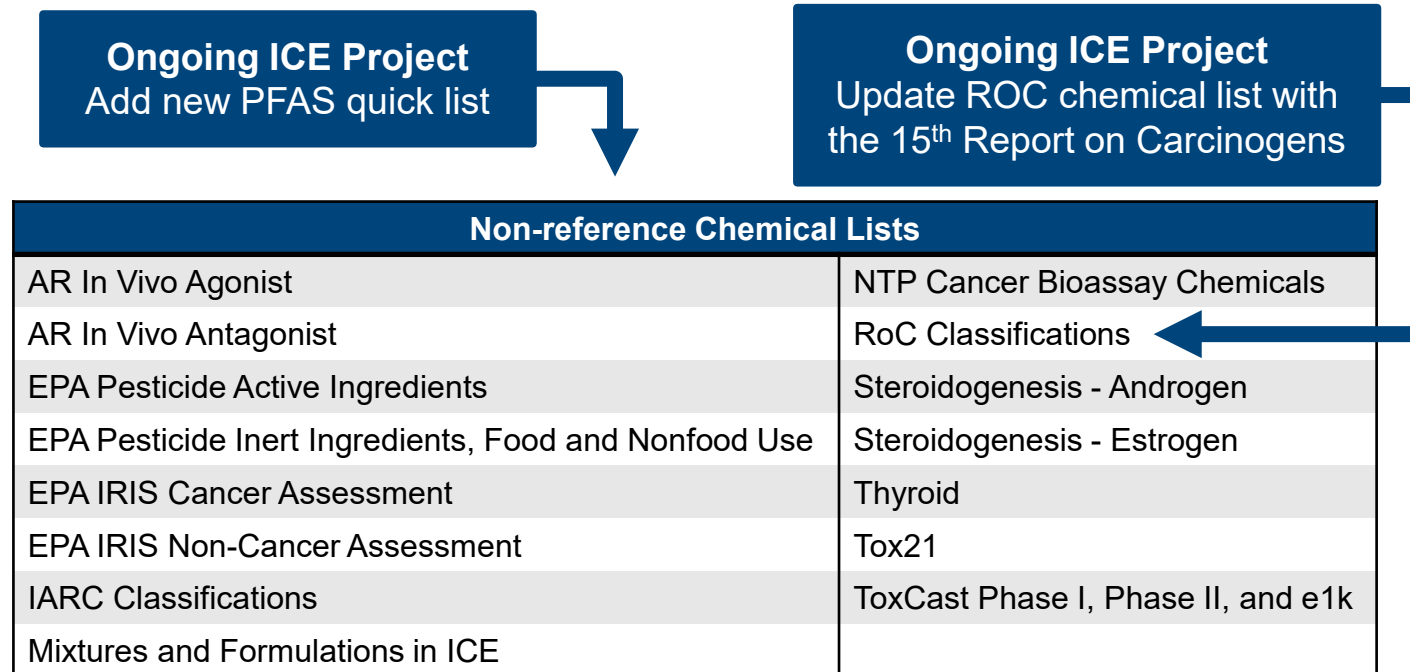 Ongoing ICE Project
Add new PFAS quick list
Ongoing ICE Project
Update ROC chemical list with
the 15th Report on Carcinogens
Non-reference Chemical Lists
AR In Vivo Agonist
NTP Cancer Bioassay Chemicals
AR In Vivo Antagonist
RoC Classifications
EPA Pesticide Active Ingredients
Steroidogenesis - Androgen
EPA Pesticide Inert Ingredients, Food and Nonfood Use
Steroidogenesis - Estrogen
EPA IRIS Cancer Assessment
Thyroid
EPA IRIS Non-Cancer Assessment
Tox21
IARC Classifications
ToxCast Phase I, Phase II, and e1k
Mixtures and Formulations in ICE